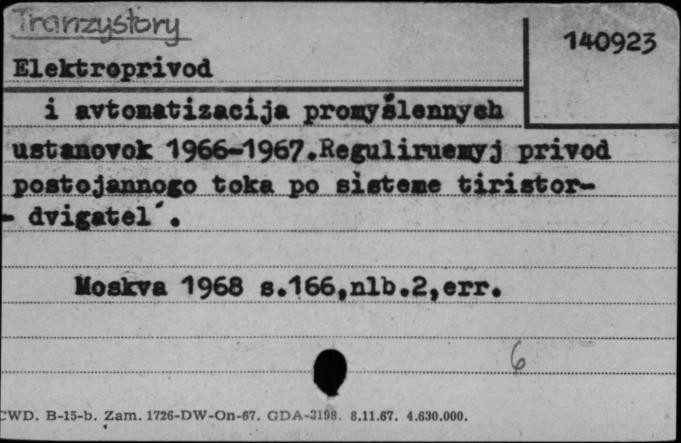 Tranzystory
140923
Elektroprivod
i avtomatizacija promyšlennych
ustanovok 1966-1967.Reguliruemyj privod
postojannogo toka po sisteme tiristor-
- dvigatel´.
Moskva 1968 s.166,nlb.2,err.
6
CWD. B-15-b. Zam. 1726-DW-On-67. GDA-3198. 8.11.67. 4.630.000.